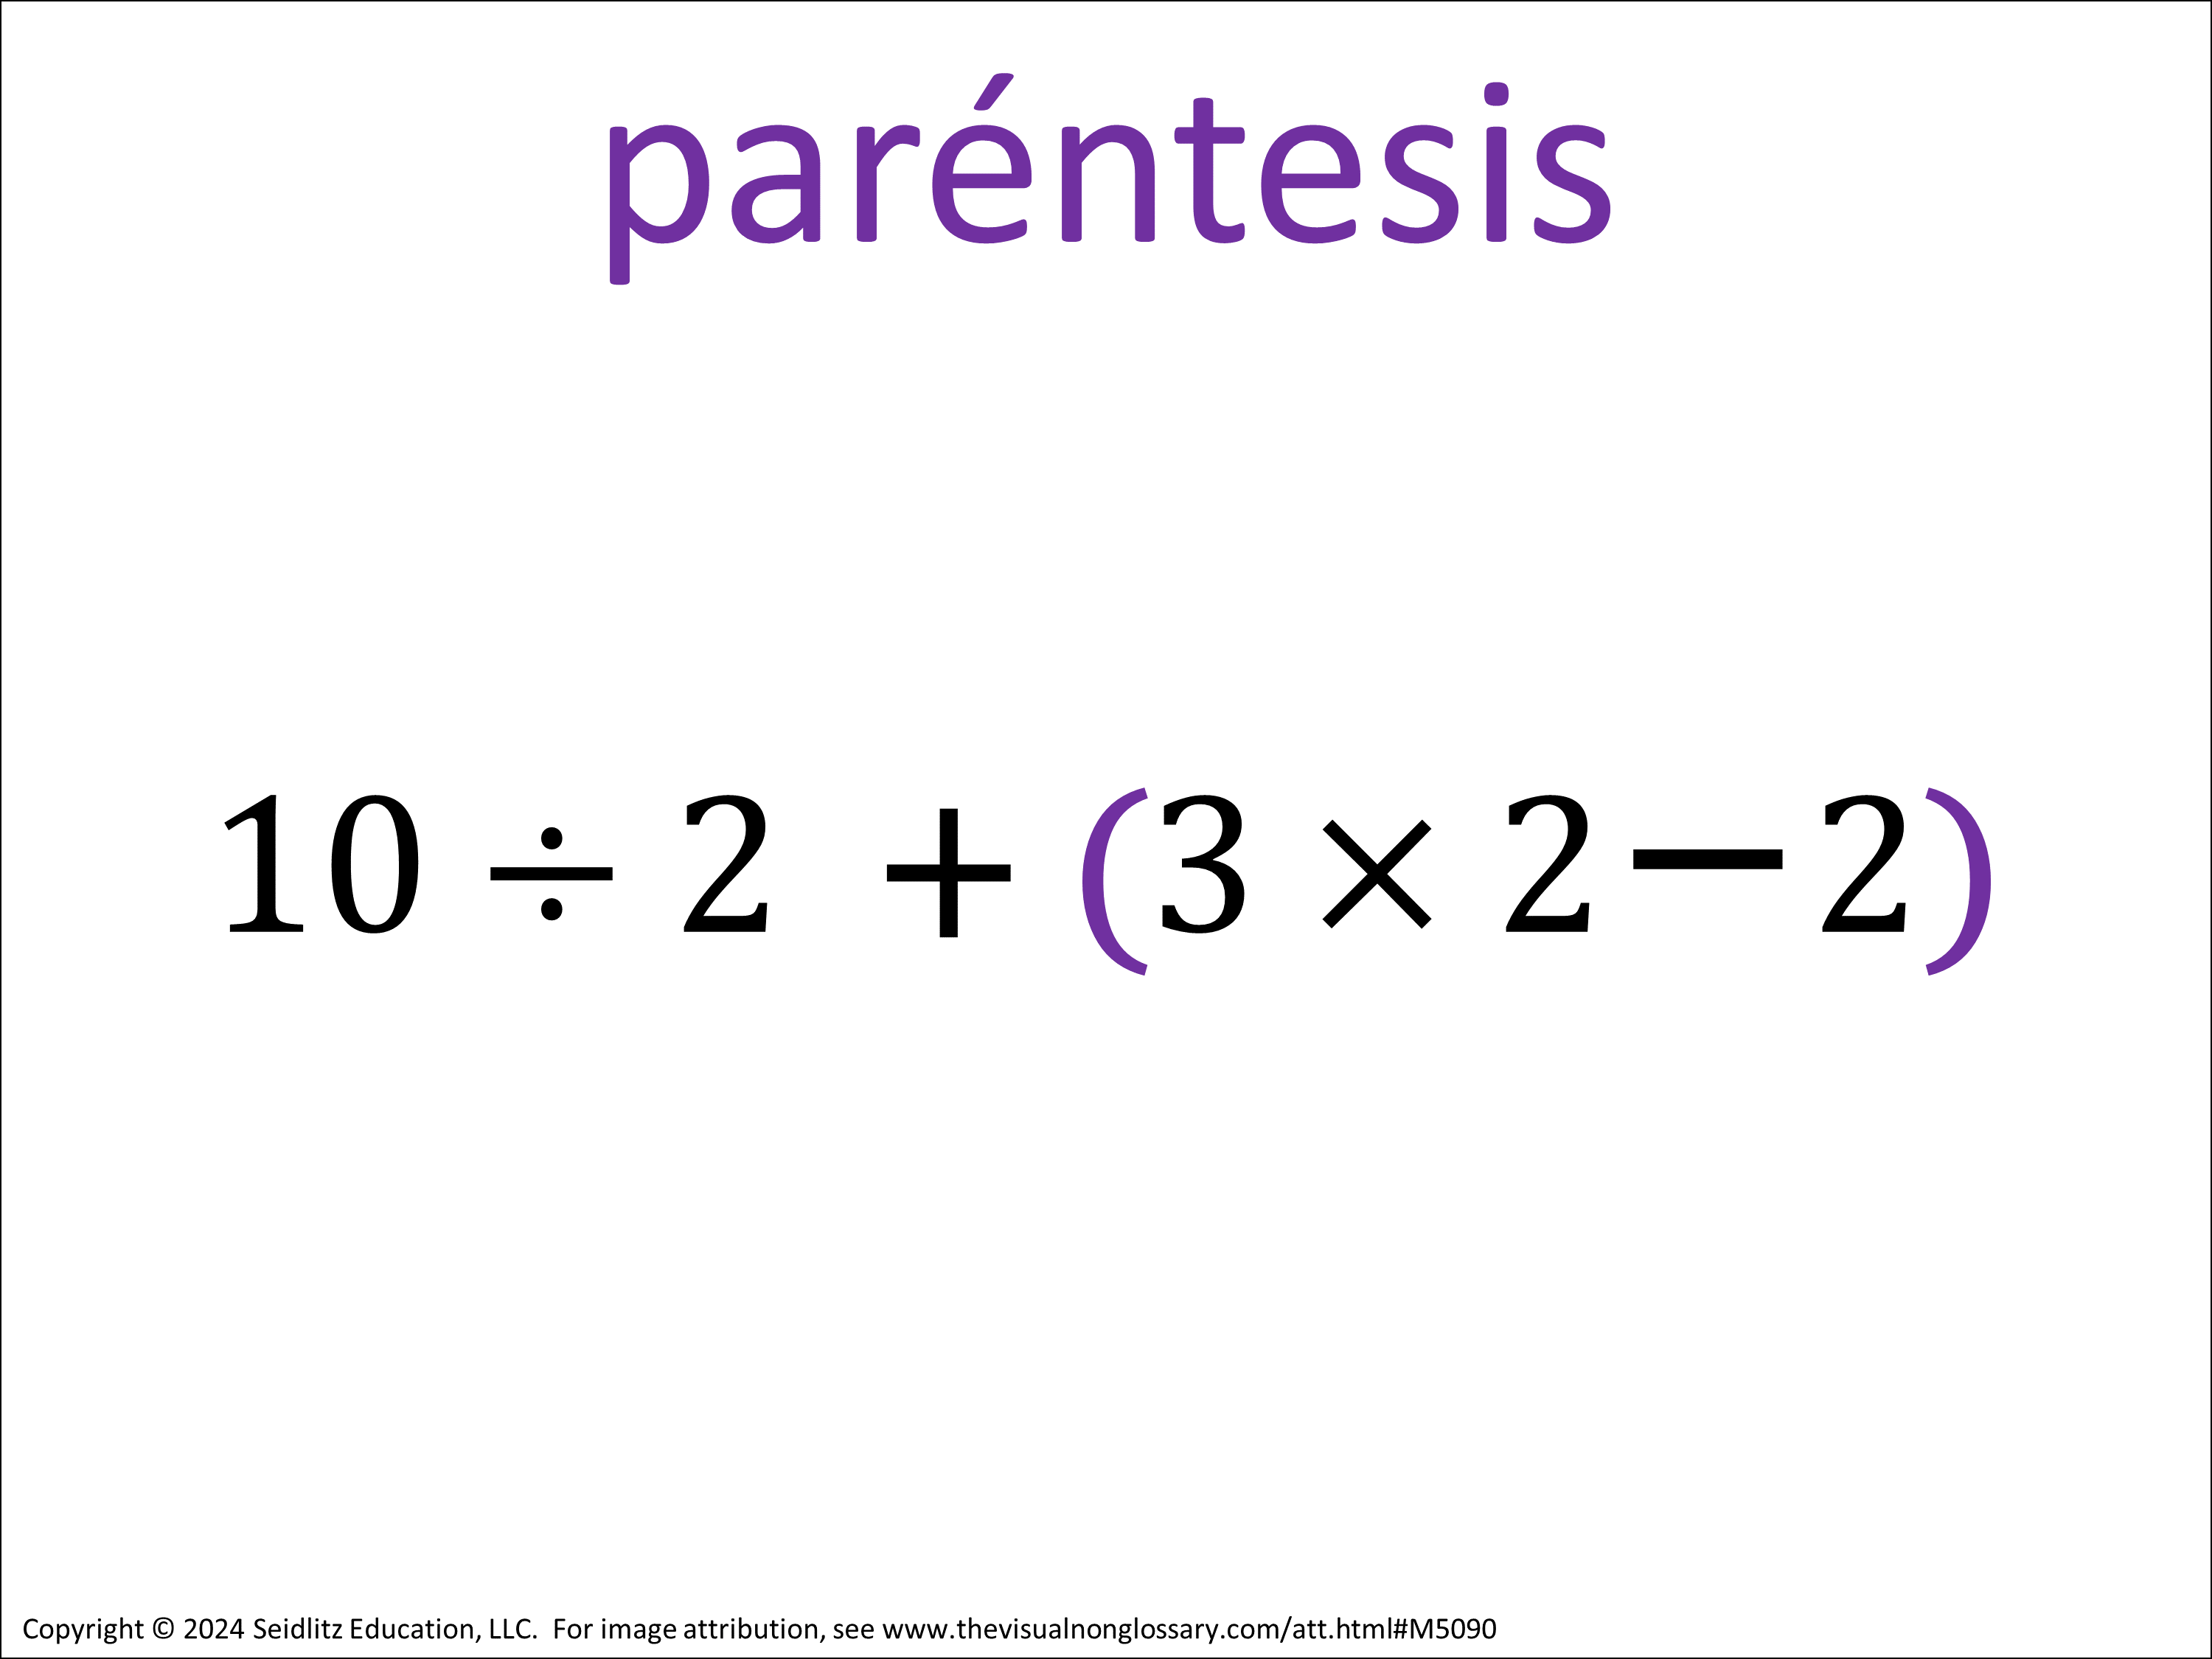 paréntesis
10 ÷ 2 + (3 × 2 − 2)
Copyright © 2024 Seidlitz Education, LLC.  For image attribution, see www.thevisualnonglossary.com/att.html#M5090